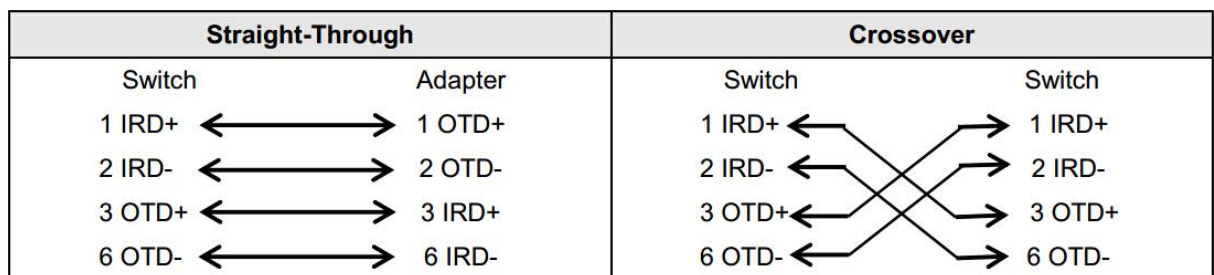 Straight-Through Crossover
Switch Adapter Switch Switch
1 IRD+ 1 OTD+ 1 IRD+ 1 IRD+
2 IRD- 2 OTD- 2 IRD- 2 IRD-
3 OTD+ 3 IRD+ 3 OTD+ 3 OTD+
6 OTD- 6 IRD- 6 OTD- 6 OTD-